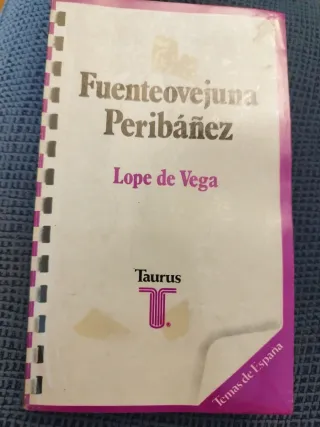 Fuenteovejuna
Peribáñez
Lope de Vega
Taurus
Temas de España